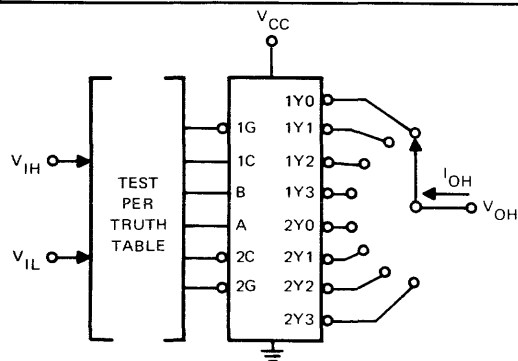 VCC
1G
1C
B
A
2C
2G
1Y0
1Y1
1Y2
1Y3
2Y0
2Y1
2Y2
2Y3
VIH
VIL
TEST
PER
TRUTH
TABLE
IOH
VOH